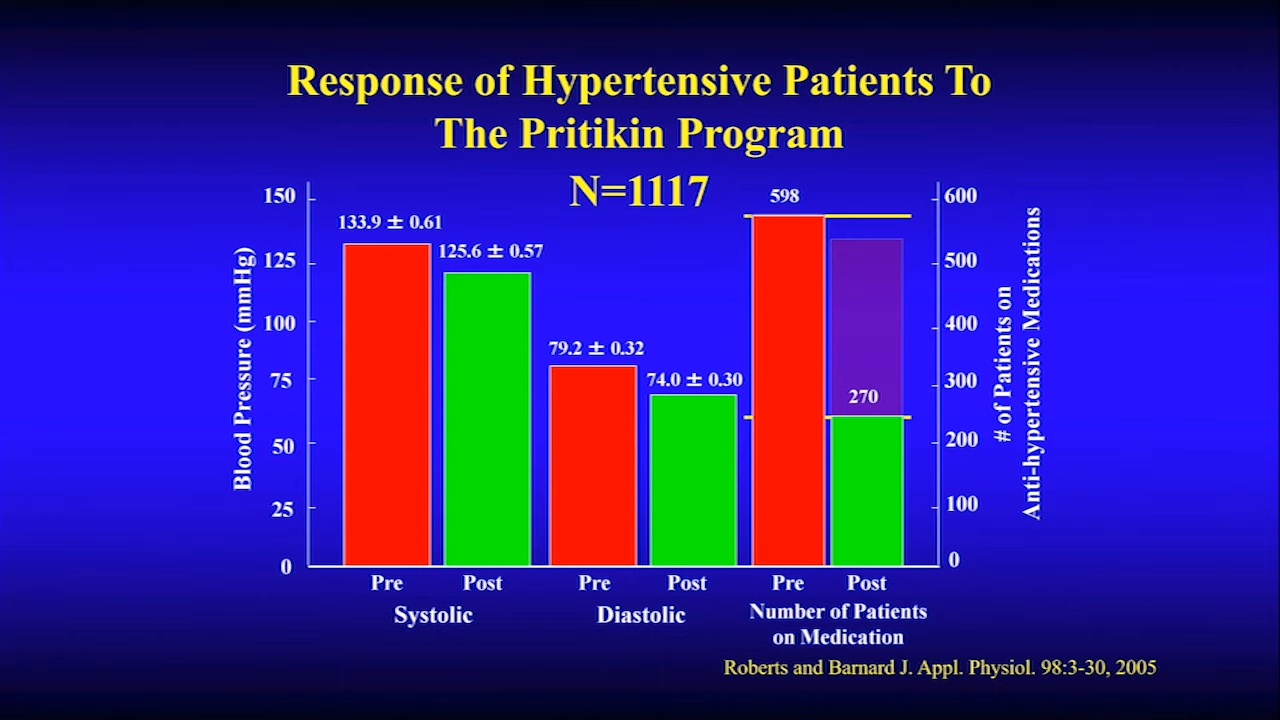 Response of Hypertensive Patients To
The Pritikin Program
N=1117
150
125
100
75
50
25
0
Blood Pressure (mmHg)
133.9 ± 0.61
125.6 ± 0.57
79.2 ± 0.32
74.0 ± 0.30
598
270
600
500
400
300
200
100
0
# of Patients on
Anti-hypertensive Medications
Pre Post Pre Post Pre Post
Systolic Diastolic Number of Patients
on Medication
Roberts and Barnard J. Appl. Physiol. 98:3-30, 2005